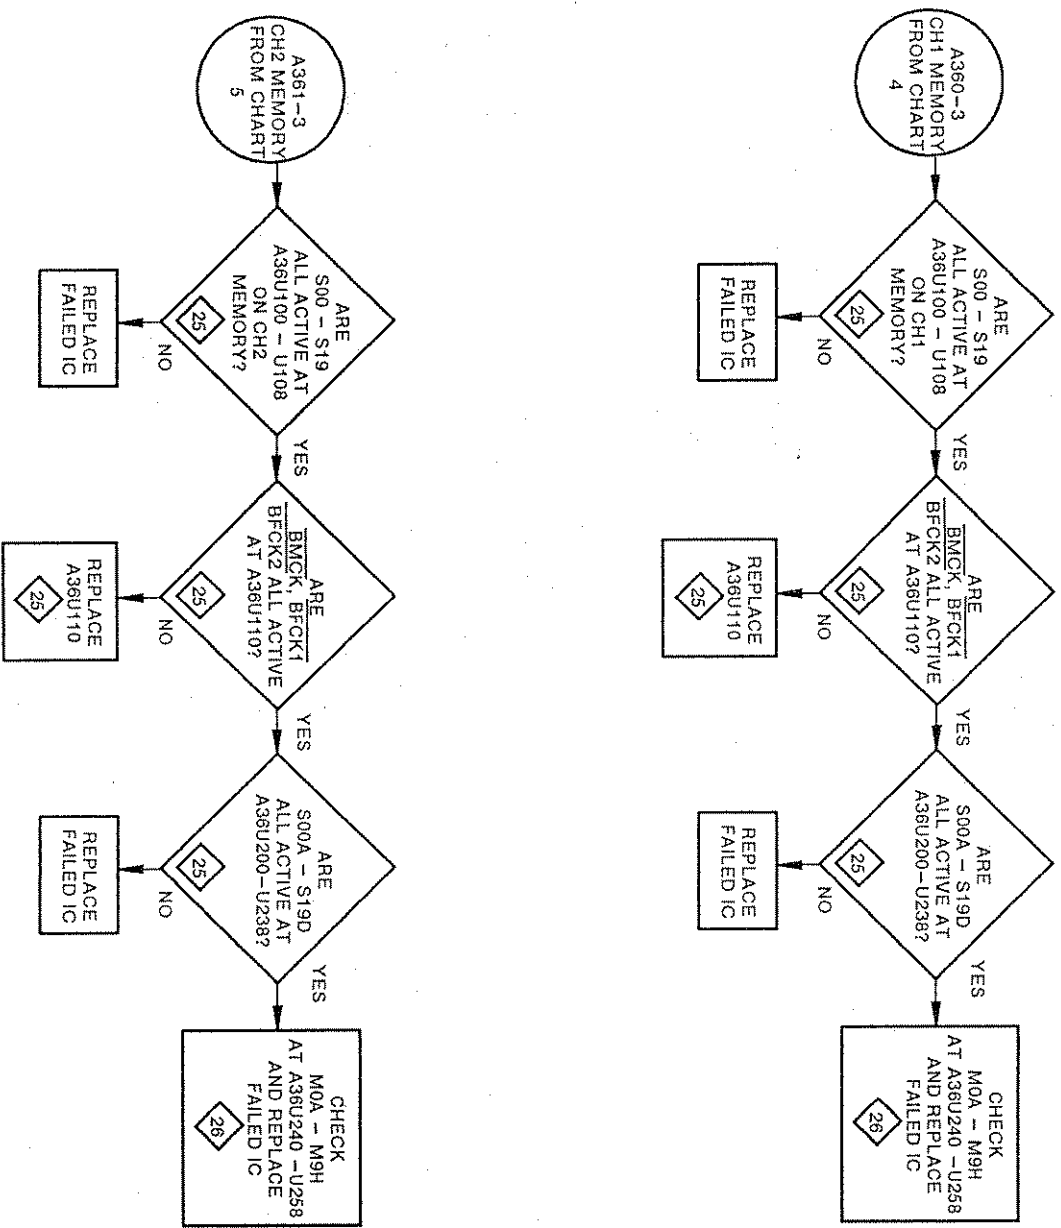 A360-3
CH1 MEMORY
FROM CHART
4
ARE
S00 - S19
ALL ACTIVE AT
A36U100 - U108
ON CH1
MEMORY?
25
NO
REPLACE
FAILED IC
YES
ARE
BMCK, BFCK1
BFCK2 ALL ACTIVE
AT A36U110?
25
NO
REPLACE
A36U110
25
YES
ARE
S00A - S19D
ALL ACTIVE AT
A36U200-U238?
25
NO
REPLACE
FAILED IC
YES
CHECK
M0A - M9H
AT A36U240 -U258
AND REPLACE
FAILED IC
26
A361-3
CH2 MEMORY
FROM CHART
5
ARE
S00 - S19
ALL ACTIVE AT
A36U100 - U108
ON CH2
MEMORY?
25
NO
REPLACE
FAILED IC
YES
ARE
BMCK, BFCK1
BFCK2 ALL ACTIVE
AT A36U110?
25
NO
REPLACE
A36U110
25
YES
ARE
S00A - S19D
ALL ACTIVE AT
A36U200-U238?
25
NO
REPLACE
FAILED IC
YES
CHECK
M0A - M9H
AT A36U240 -U258
AND REPLACE
FAILED IC
26